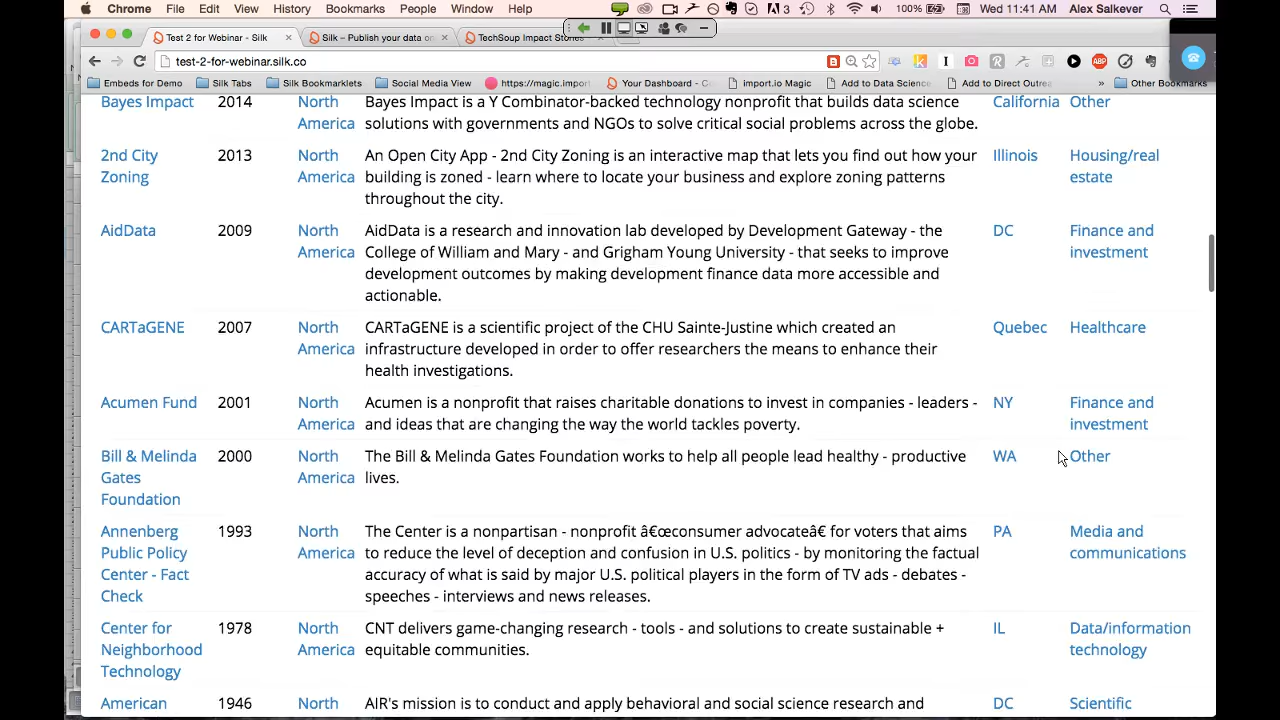 Chrome File Edit View History Bookmarks People Window Help 3 100% Wed 11:41 AM Alex Salkever
Test 2 for Webinar - Silk Silk – Publish your data on TechSoup Impact Stories
test-2-for-webinar.silk.co
Embeds for Demo Silk Tabs Silk Bookmarklets Social Media View https://magic.import Your Dashboard - G import.io Magic Add to Data Science Add to Direct Outrea » Other Bookmarks
Bayes Impact 2014 North Bayes Impact is a Y Combinator-backed technology nonprofit that builds data science California Other
America solutions with governments and NGOs to solve critical social problems across the globe.
2nd City 2013 North An Open City App - 2nd City Zoning is an interactive map that lets you find out how your Illinois Housing/real
Zoning America building is zoned - learn where to locate your business and explore zoning patterns estate
throughout the city.
AidData 2009 North AidData is a research and innovation lab developed by Development Gateway - the DC Finance and
America College of William and Mary - and Grigham Young University - that seeks to improve investment
development outcomes by making development finance data more accessible and
actionable.
CARTaGENE 2007 North CARTaGENE is a scientific project of the CHU Sainte-Justine which created an Quebec Healthcare
America infrastructure developed in order to offer researchers the means to enhance their
health investigations.
Acumen Fund 2001 North Acumen is a nonprofit that raises charitable donations to invest in companies - leaders - NY Finance and
America and ideas that are changing the way the world tackles poverty. investment
Bill & Melinda 2000 North The Bill & Melinda Gates Foundation works to help all people lead healthy - productive WA Other
Gates America lives.
Foundation
Annenberg 1993 North The Center is a nonpartisan - nonprofit â€œconsumer advocateâ€ for voters that aims PA Media and
Public Policy America to reduce the level of deception and confusion in U.S. politics - by monitoring the factual communications
Center - Fact accuracy of what is said by major U.S. political players in the form of TV ads - debates -
Check speeches - interviews and news releases.
Center for 1978 North CNT delivers game-changing research - tools - and solutions to create sustainable + IL Data/information
Neighborhood America equitable communities. technology
Technology
American 1946 North AIR's mission is to conduct and apply behavioral and social science research and DC Scientific